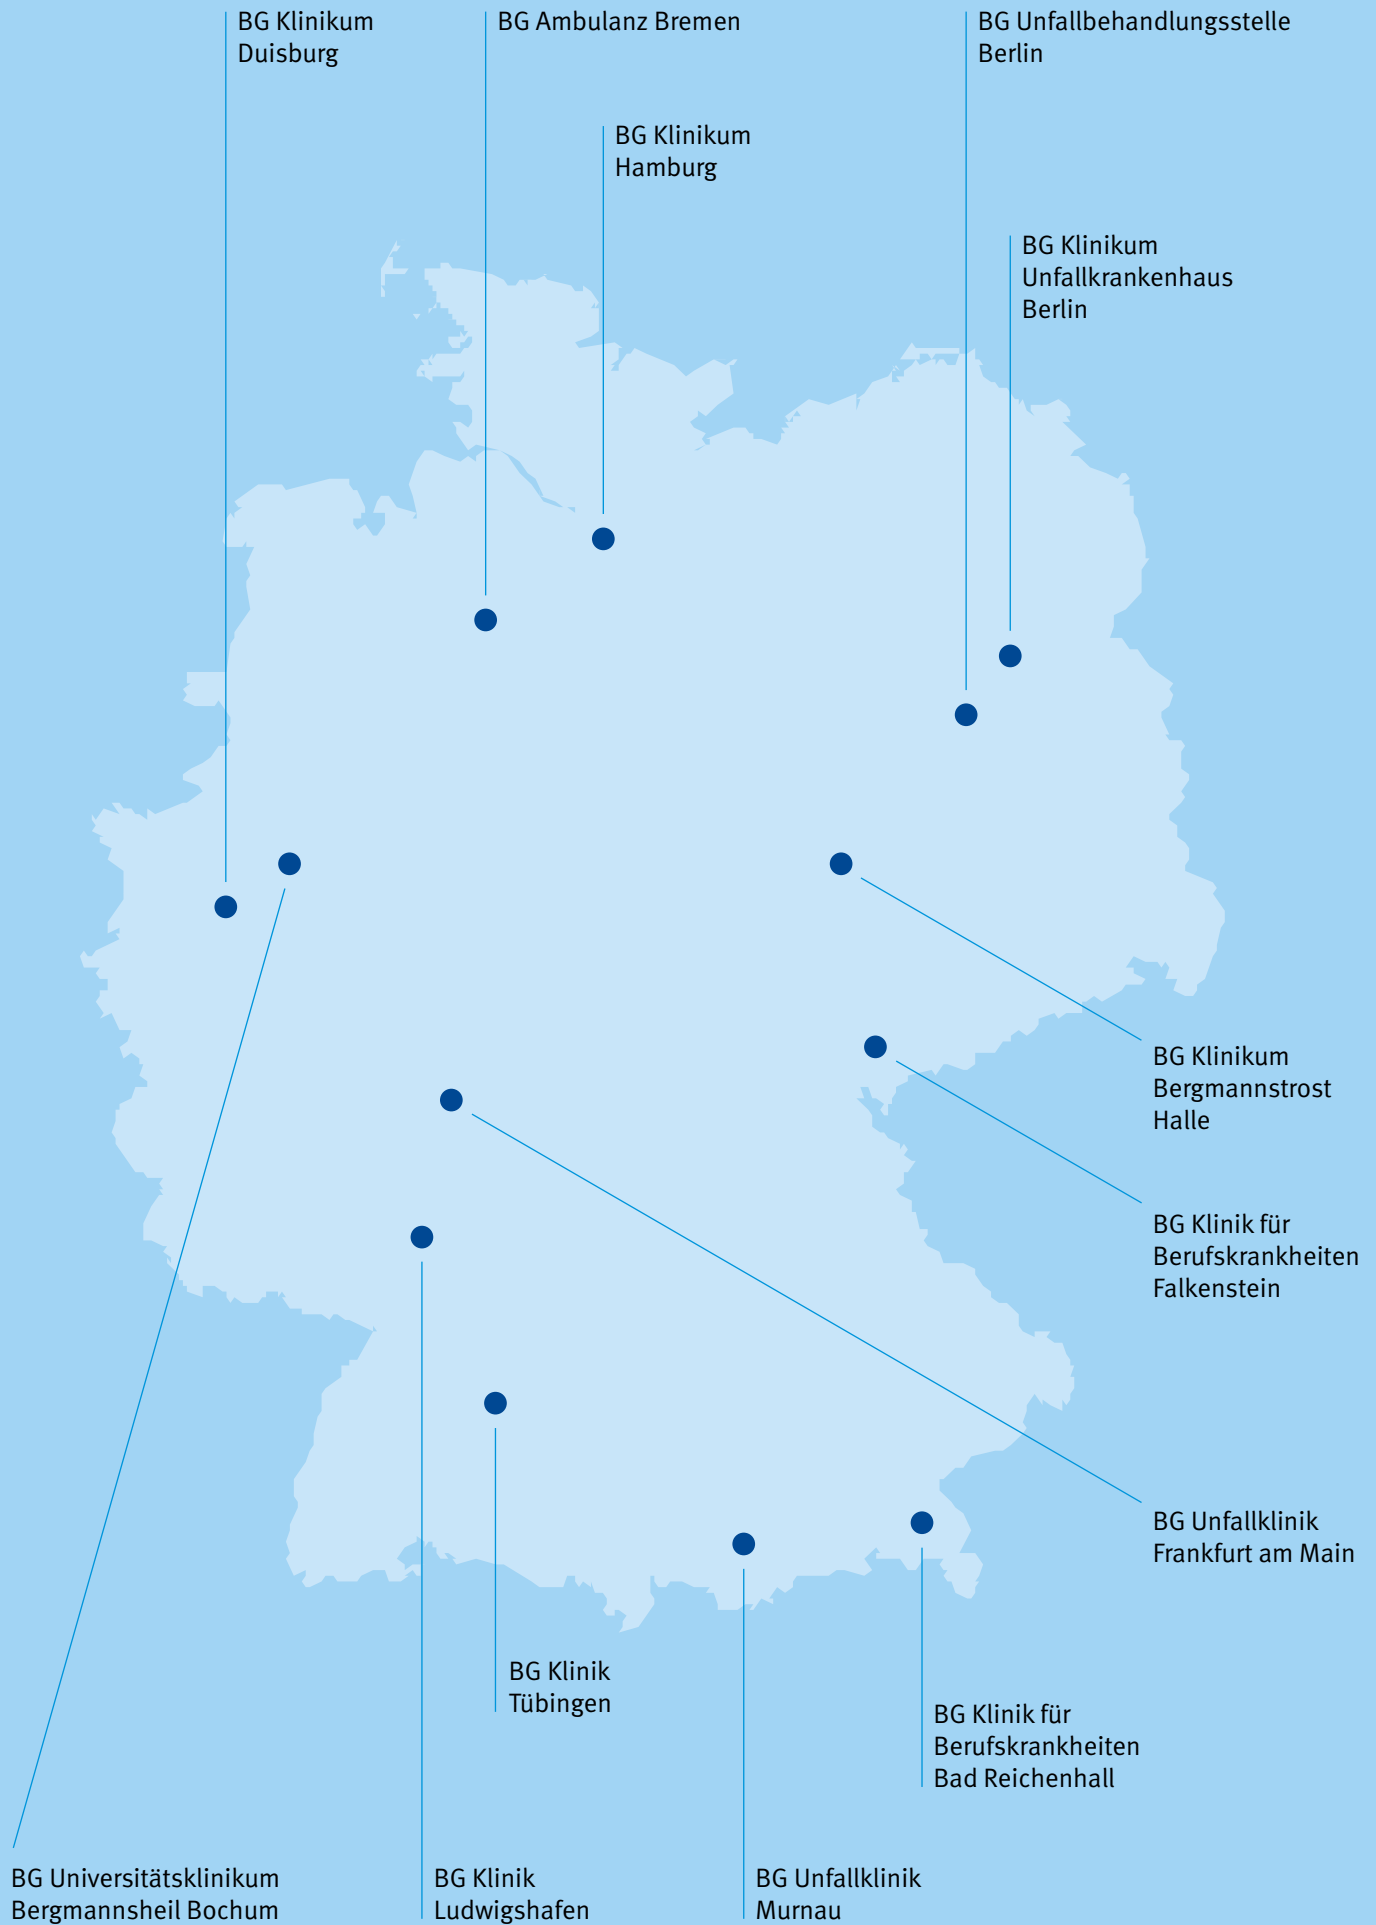 BG Klinikum
Duisburg
BG Ambulanz Bremen
BG Unfallbehandlungsstelle
Berlin
BG Klinikum
Hamburg
BG Klinikum
Unfallkrankenhaus
Berlin
BG Klinikum
Bergmannstrost
Halle
BG Klinik für
Berufskrankheiten
Falkenstein
BG Unfallklinik
Frankfurt am Main
BG Klinik
Tübingen
BG Klinik für
Berufskrankheiten
Bad Reichenhall
BG Universitätsklinikum
Bergmannsheil Bochum
BG Klinik
Ludwigshafen
BG Unfallklinik
Murnau